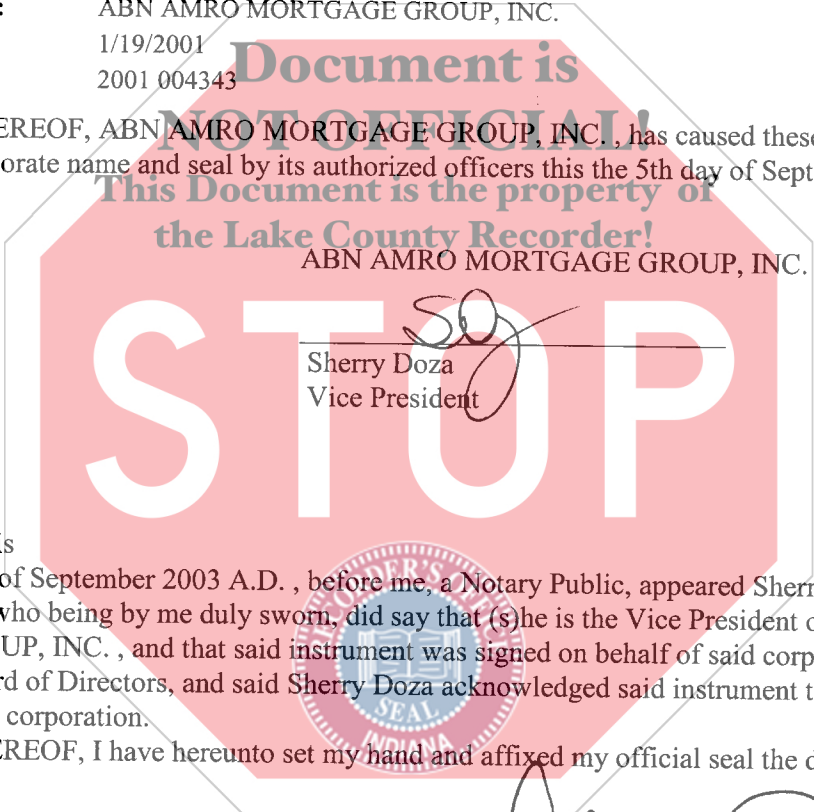 : ABN AMRO MORTGAGE GROUP, INC.
1/19/2001
2001 004343
Document is
NOT OFFICIAL!
EREOF, ABN AMRO MORTGAGE GROUP, INC. , has caused these
orate name and seal by its authorized officers this the 5th day of Sept
This Document is the property of
the Lake County Recorder!
ABN AMRO MORTGAGE GROUP, INC.
SD
Sherry Doza
Vice President
STOP
s
of September 2003 A.D. , before me, a Notary Public, appeared Sherr
who being by me duly sworn, did say that (s)he is the Vice President o
UP, INC. , and that said instrument was signed on behalf of said corp
rd of Directors, and said Sherry Doza acknowledged said instrument t
corporation.
EREOF, I have hereunto set my hand and affixed my official seal the d
RECORDER'S OFFICE
SEAL
INDIANA